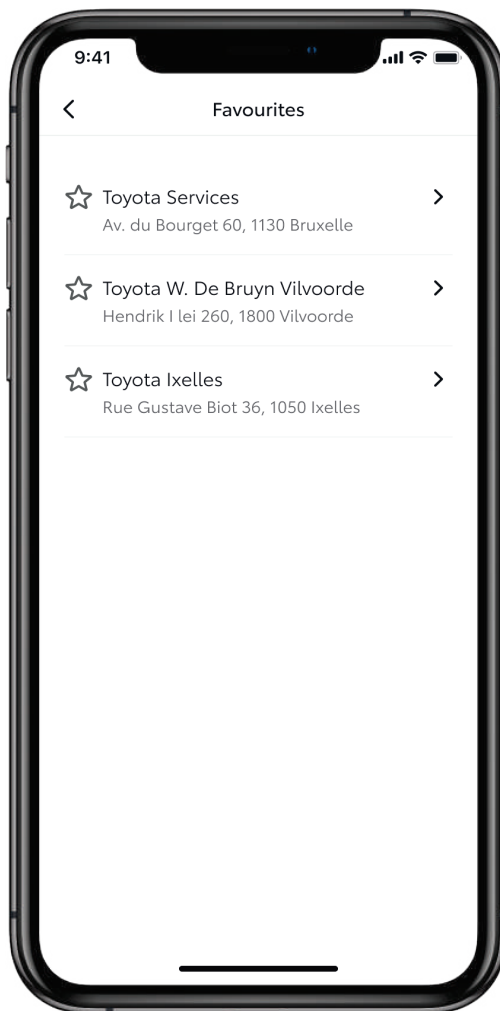 9:41
Favourites
Toyota Services
Av. du Bourget 60, 1130 Bruxelle
Toyota W. De Bruyn Vilvoorde
Hendrik I lei 260, 1800 Vilvoorde
Toyota Ixelles
Rue Gustave Biot 36, 1050 Ixelles